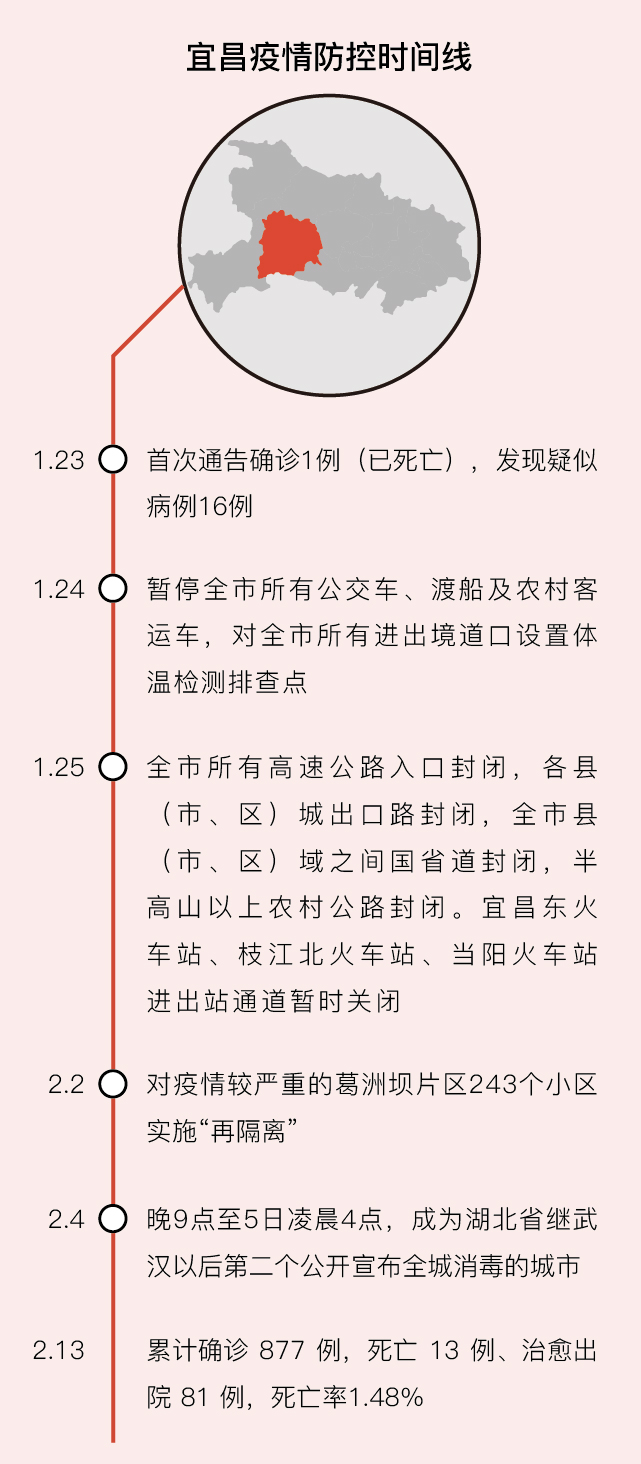 宜昌疫情防控时间线
1.23 首次通告确诊1例（已死亡），发现疑似
病例16例
1.24 暂停全市所有公交车、渡船及农村客
运车，对全市所有进出境道口设置体
温检测排查点
1.25 全市所有高速公路入口封闭，各县
（市、区）城出口路封闭，全市县
（市、区）域之间国省道封闭，半
高山以上农村公路封闭。宜昌东火
车站、枝江北火车站、当阳火车站
进出站通道暂时关闭
2.2 对疫情较严重的葛洲坝片区243个小区
实施“再隔离”
2.4 晚9点至5日凌晨4点，成为湖北省继武
汉以后第二个公开宣布全城消毒的城市
2.13 累计确诊 877 例，死亡 13 例、治愈出
院 81 例，死亡率1.48%